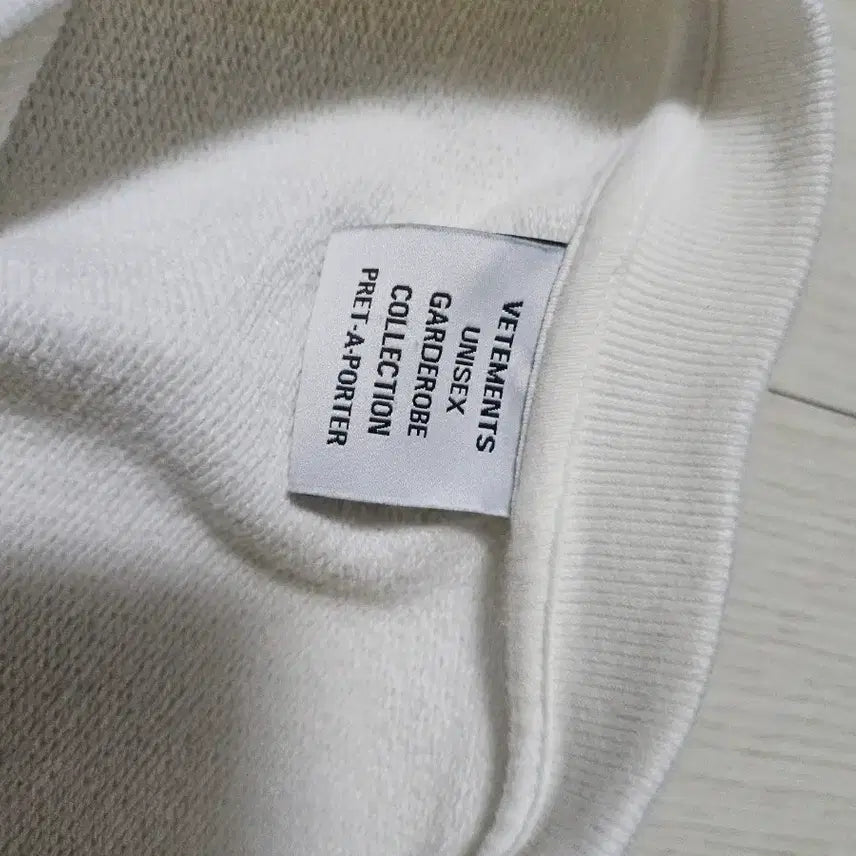 VETEMENTS
UNISEX
GARDEROBE
COLLECTION
PRET-A-PORTER